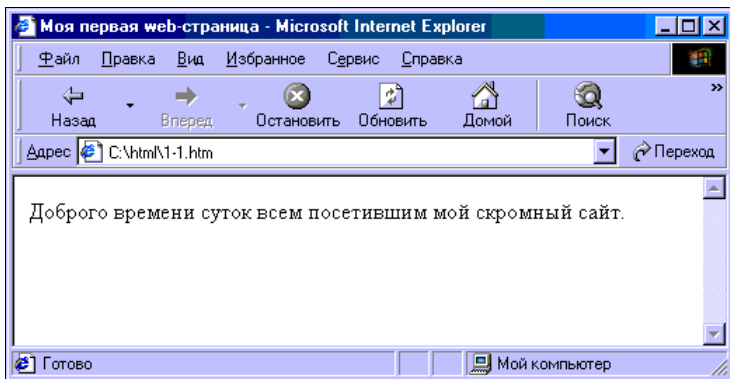 Моя первая web-страница - Microsoft Internet Explorer
Файл Правка Вид Избранное Сервис Справка
Назад Вперед Остановить Обновить Домой Поиск »
Адрес C:\html\1-1.htm Переход
Доброго времени суток всем посетившим мой скромный сайт.
Готово Мой компьютер